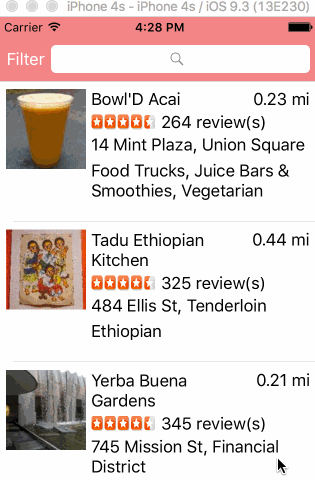 iPhone 4s - iPhone 4s / iOS 9.3 (13E230)
Carrier 4:28 PM
Filter
Bowl'D Acai 0.23 mi
264 review(s)
14 Mint Plaza, Union Square
Food Trucks, Juice Bars &
Smoothies, Vegetarian
Tadu Ethiopian 0.44 mi
Kitchen
325 review(s)
484 Ellis St, Tenderloin
Ethiopian
Yerba Buena 0.21 mi
Gardens
345 review(s)
745 Mission St, Financial
District